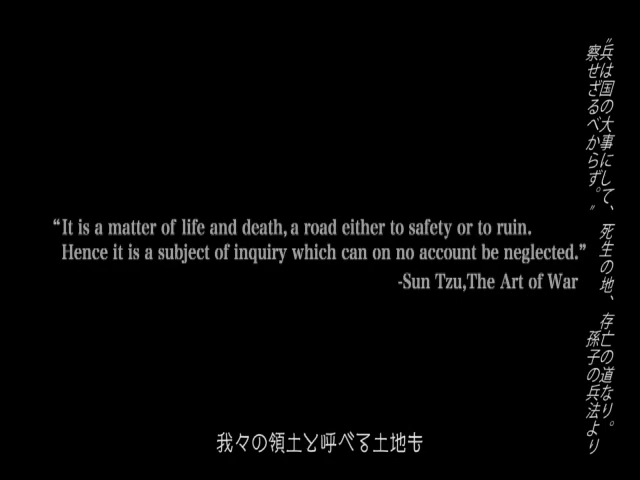 “It is a matter of life and death, a road either to safety or to ruin.
Hence it is a subject of inquiry which can on no account be neglected.”
-Sun Tzu,The Art of War
〝兵は国の大事にして、死生の地、存亡の道なり。
察せざるべからず。〟
孫子の兵法より
我々の領土と呼べる土地も